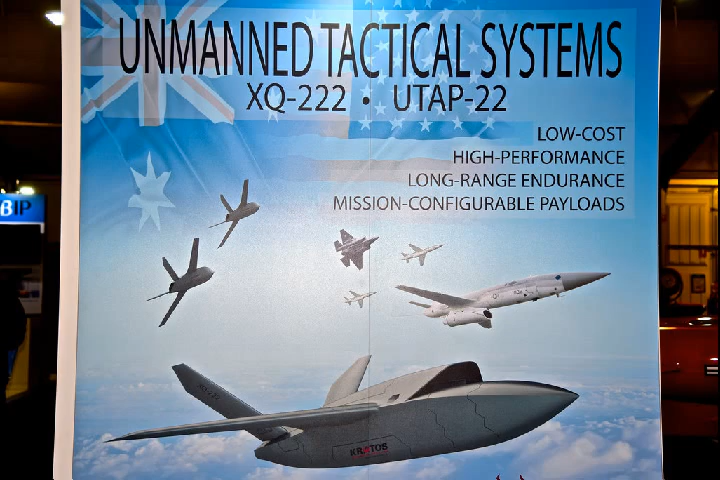 UNMANNED TACTICAL SYSTEMS
XQ-222 • UTAP-22
LOW-COST
HIGH-PERFORMANCE
LONG-RANGE ENDURANCE
MISSION-CONFIGURABLE PAYLOADS
BIP
KRATOS